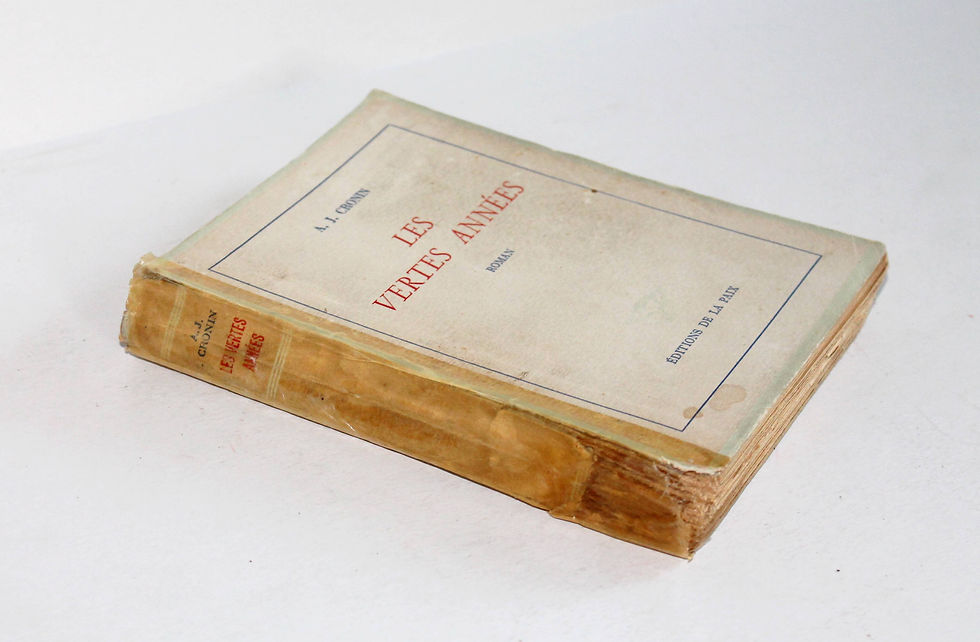 A. J. CRONIN
LES
VERTES ANNÉES
ROMAN
ÉDITIONS DE LA PAIX
A. J.
CRONIN
LES VERTES
ANNÉES